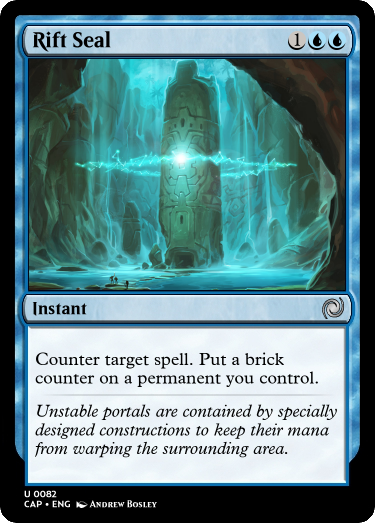 Rift Seal 1
Instant
Counter target spell. Put a brick
counter on a permanent you control.
Unstable portals are contained by specially
designed constructions to keep their mana
from warping the surrounding area.
U 0082
CAP • ENG Andrew Bosley